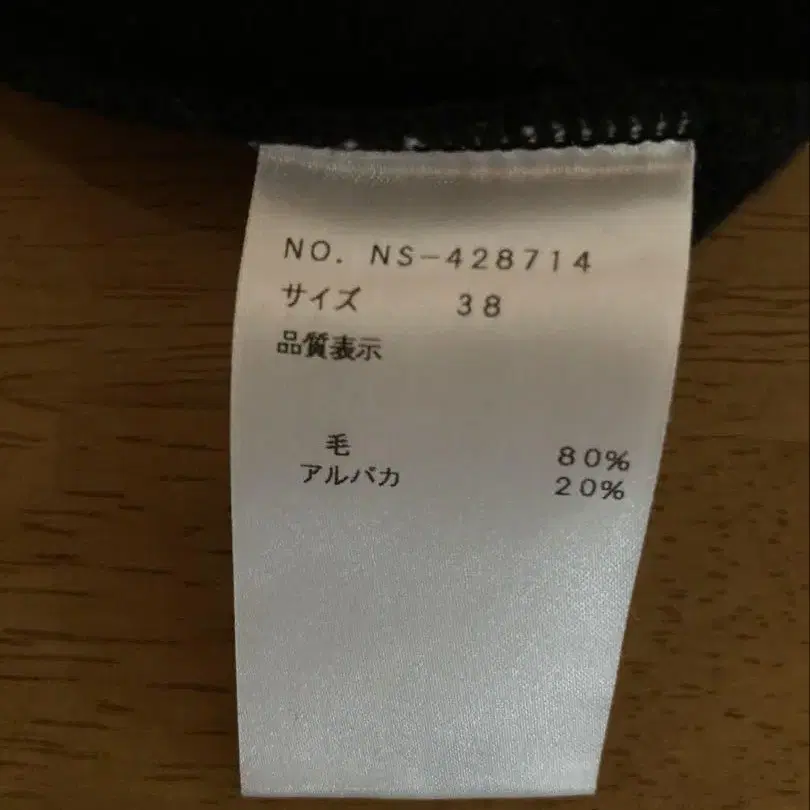 NO. NS-428714
サイズ 38
品質表示
毛 80%
アルパカ 20%